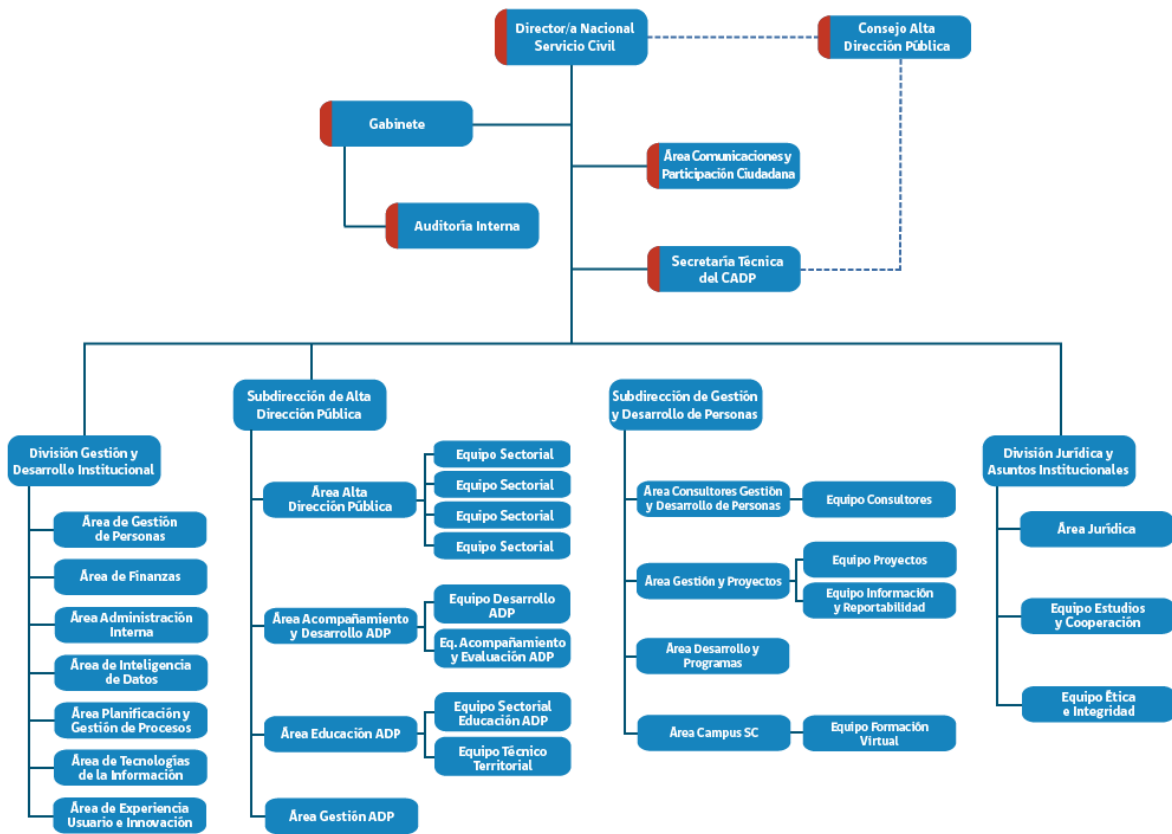 Director/a Nacional
Servicio Civil
Consejo Alta
Dirección Pública
Gabinete
Área Comunicaciones y
Participación Ciudadana
Auditoría Interna
Secretaría Técnica
del CADP
División Gestión y
Desarrollo Institucional
Área de Gestión
de Personas
Área de Finanzas
Área Administración
Interna
Área de Inteligencia
de Datos
Área Planificación y
Gestión de Procesos
Área de Tecnologías
de la Información
Área de Experiencia
Usuario e Innovación
Subdirección de Alta
Dirección Pública
Área Alta
Dirección Pública
Equipo Sectorial
Equipo Sectorial
Equipo Sectorial
Equipo Sectorial
Área Acompañamiento
y Desarrollo ADP
Equipo Desarrollo
ADP
Eq. Acompañamiento
y Evaluación ADP
Área Educación ADP
Equipo Sectorial
Educación ADP
Equipo Técnico
Territorial
Área Gestión ADP
Subdirección de Gestión
y Desarrollo de Personas
Área Consultores Gestión
y Desarrollo de Personas
Equipo Consultores
Área Gestión y Proyectos
Equipo Proyectos
Equipo Información
y Reportabilidad
Área Desarrollo y
Programas
Área Campus SC
Equipo Formación
Virtual
División Jurídica y
Asuntos Institucionales
Área Jurídica
Equipo Estudios
y Cooperación
Equipo Ética
e Integridad